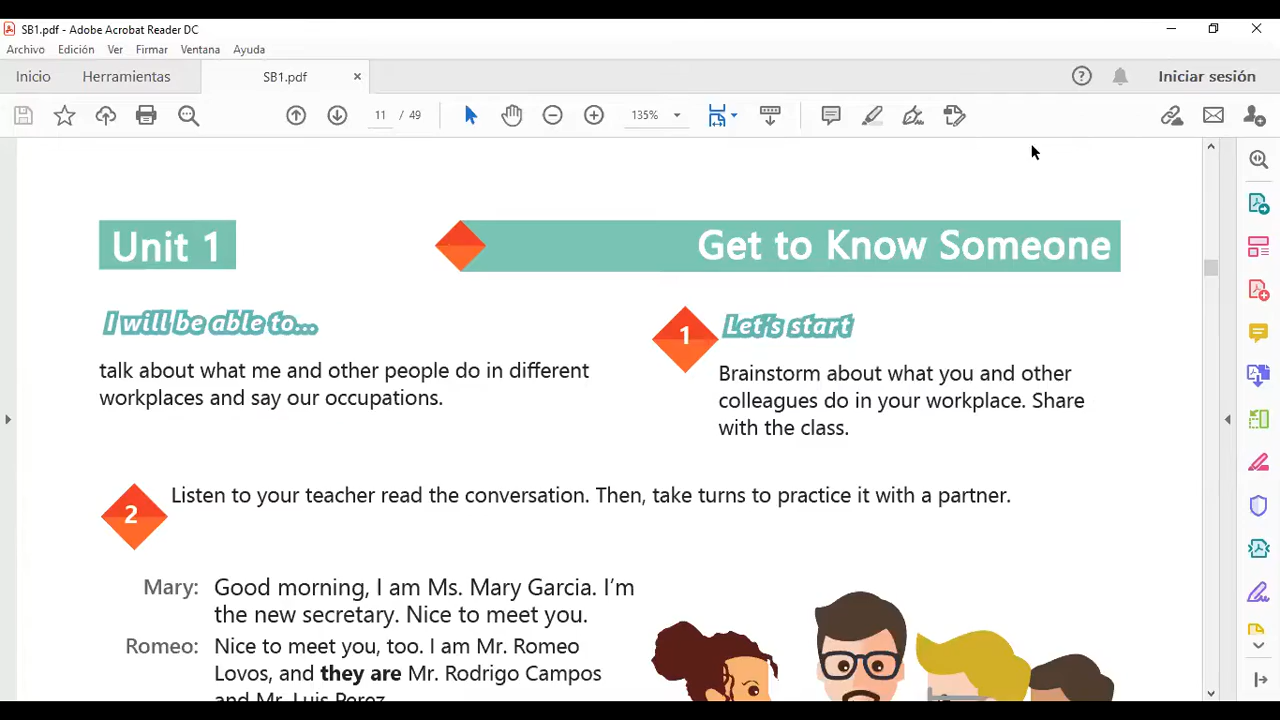 SB1.pdf - Adobe Acrobat Reader DC
Archivo Edición Ver Firmar Ventana Ayuda
Inicio Herramientas SB1.pdf × Iniciar sesión
11 / 49 135%
Unit 1 Get to Know Someone
I will be able to...
talk about what me and other people do in different
workplaces and say our occupations.
1 Let's start
Brainstorm about what you and other
colleagues do in your workplace. Share
with the class.
2 Listen to your teacher read the conversation. Then, take turns to practice it with a partner.
Mary: Good morning, I am Ms. Mary Garcia. I'm
the new secretary. Nice to meet you.
Romeo: Nice to meet you, too. I am Mr. Romeo
Lovos, and they are Mr. Rodrigo Campos
and Mr. Luis Perez